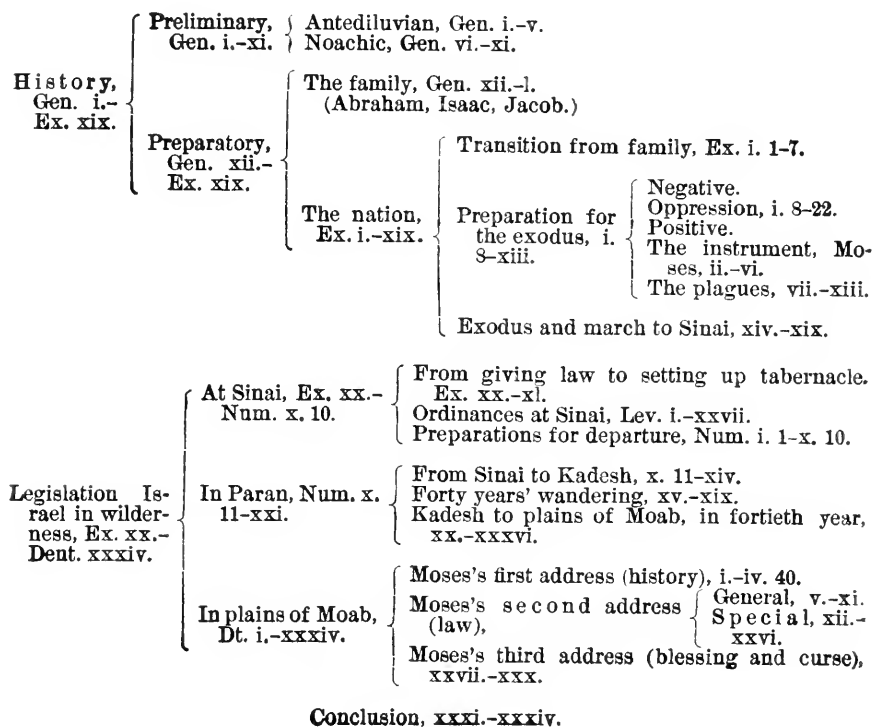 History,
Gen. i.-
Ex. xix.
Preliminary,
Gen. i.-xi.
Antediluvian, Gen. i.-v.
Noachic, Gen. vi.-xi.
Preparatory,
Gen. xii.-
Ex. xix.
The family, Gen. xii.-l.
(Abraham, Isaac, Jacob.)
The nation,
Ex. i.-xix.
Transition from family, Ex. i. 1-7.
Preparation for
the exodus, i.
8-xiii.
Negative.
Oppression, i. 8-22.
Positive.
The instrument, Mo-
ses, ii.-vi.
The plagues, vii.-xiii.
Exodus and march to Sinai, xiv.-xix.
Legislation Is-
rael in wilder-
ness, Ex. xx.-
Dent. xxxiv.
At Sinai, Ex. xx.-
Num. x. 10.
From giving law to setting up tabernacle.
Ex. xx.-xl.
Ordinances at Sinai, Lev. i.-xxvii.
Preparations for departure, Num. i. 1-x. 10.
In Paran, Num. x.
11-xxi.
From Sinai to Kadesh, x. 11-xiv.
Forty years' wandering, xv.-xix.
Kadesh to plains of Moab, in fortieth year,
xx.-xxxvi.
In plains of Moab,
Dt. i.-xxxiv.
Moses's first address (history), i.-iv. 40.
Moses's second address
(law),
General, v.-xi.
Special, xii.-
xxvi.
Moses's third address (blessing and curse),
xxvii.-xxx.
Conclusion, xxxi.-xxxiv.